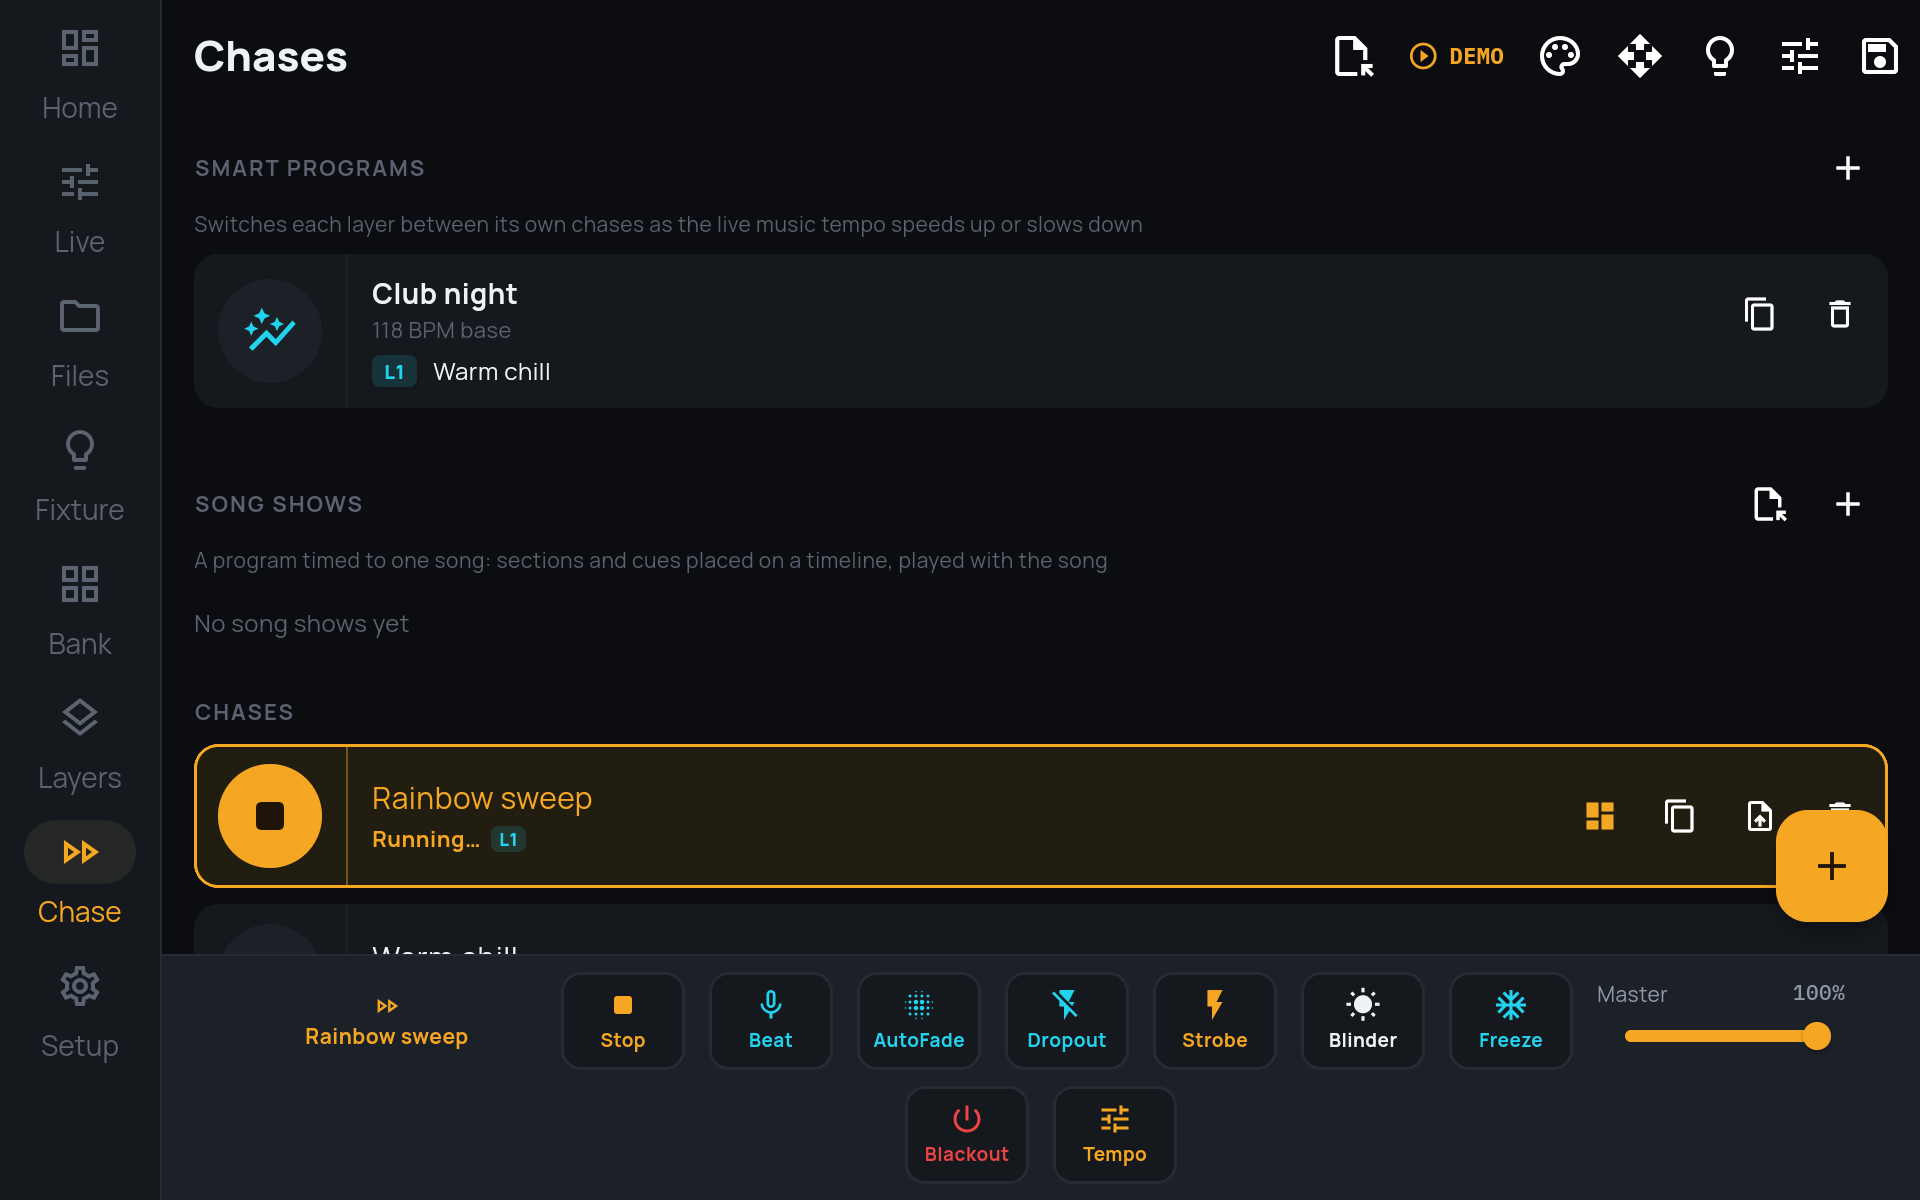 Home
Live
Files
Fixture
Bank
Layers
Chase
Setup
Chases
DEMO
SMART PROGRAMS
Switches each layer between its own chases as the live music tempo speeds up or slows down
Club night
118 BPM base
L1 Warm chill
SONG SHOWS
A program timed to one song: sections and cues placed on a timeline, played with the song
No song shows yet
CHASES
Rainbow sweep
Running... L1
Warm chill
Rainbow sweep
Stop
Beat
AutoFade
Dropout
Strobe
Blinder
Freeze
Master 100%
Blackout
Tempo